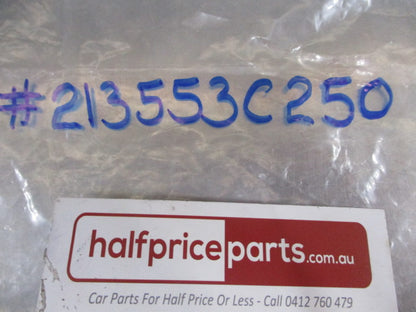 #213553C250
halfpriceparts.com.au
Car Parts For Half Price Or Less - Call 0412 760 479